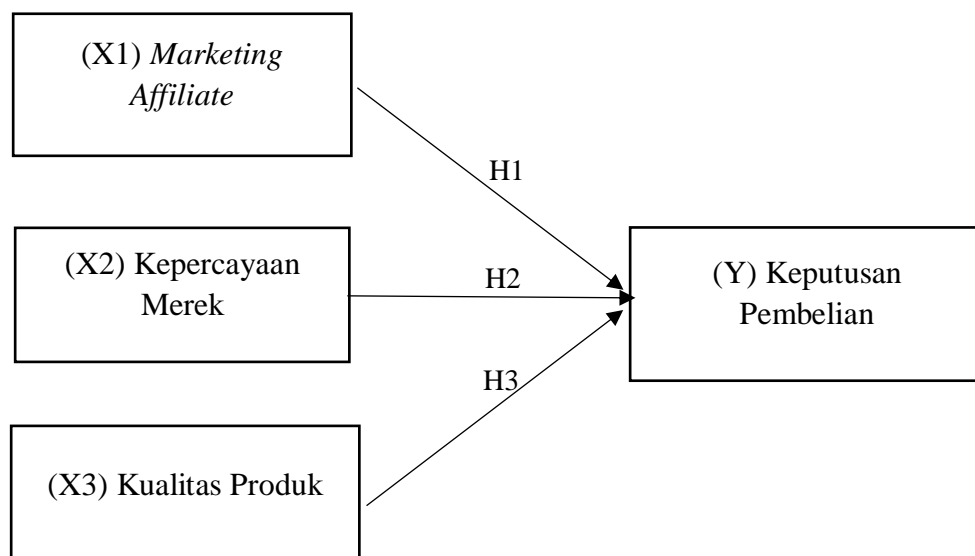 (X1) Marketing
Affiliate
H1
(X2) Kepercayaan
Merek
H2
(Y) Keputusan
Pembelian
H3
(X3) Kualitas Produk